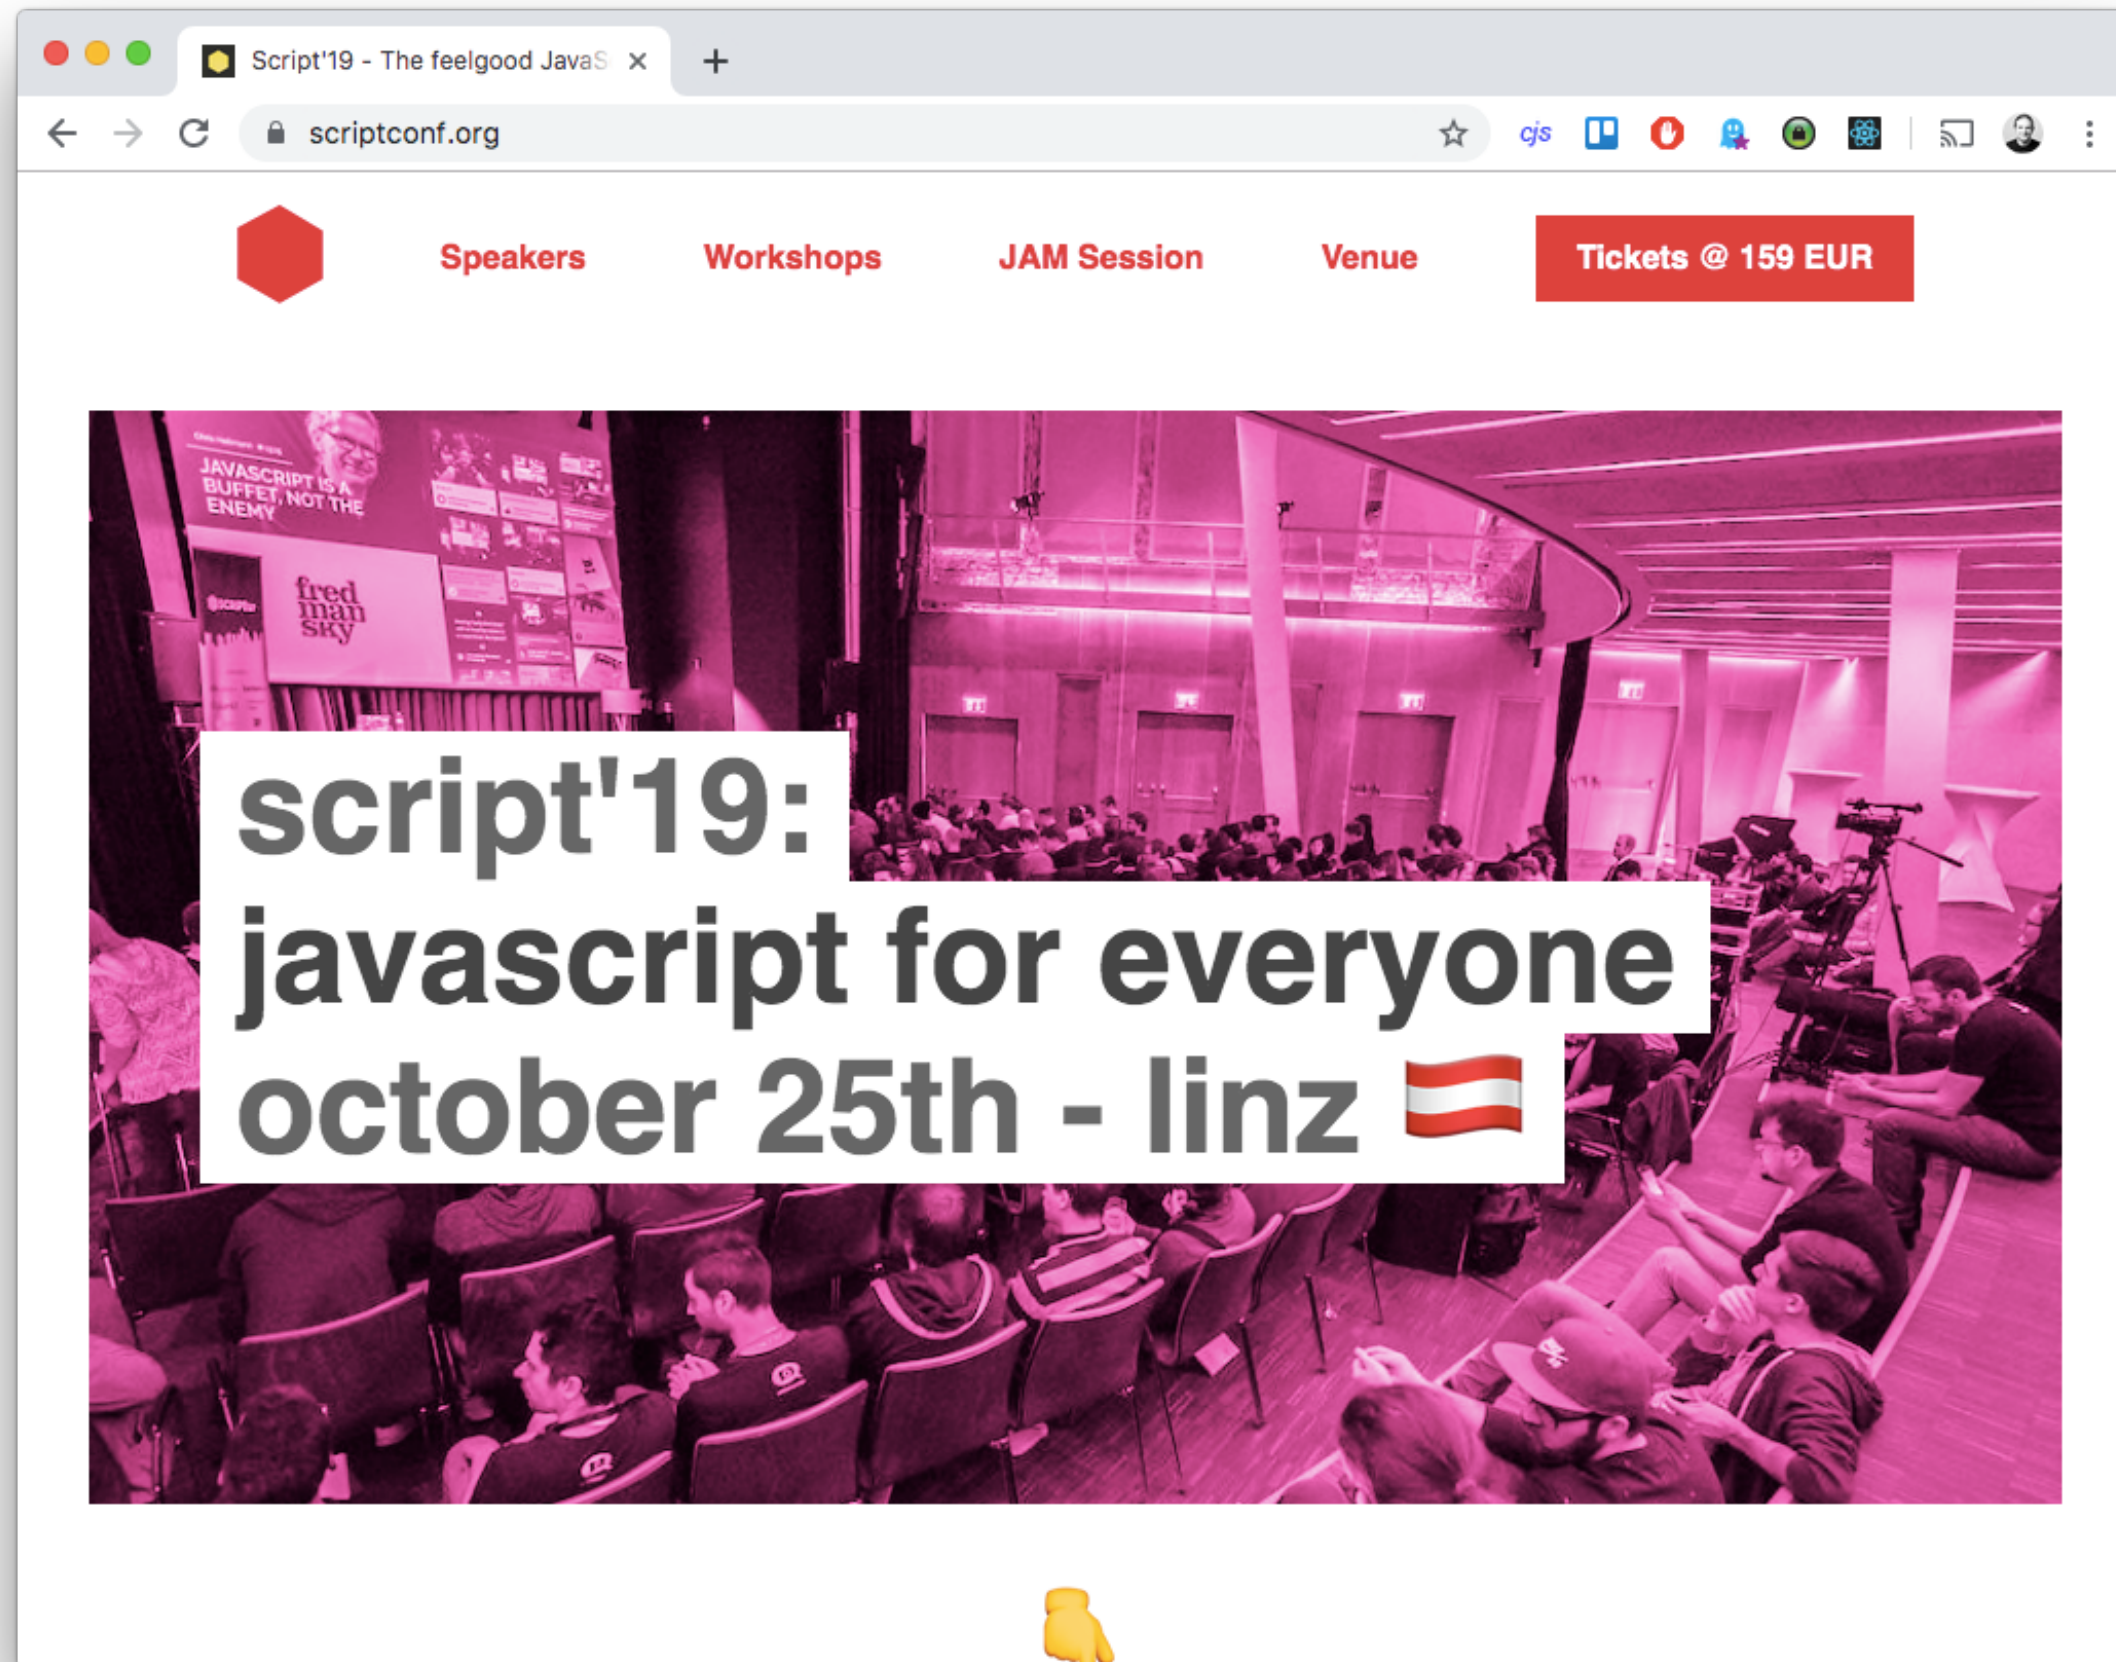 Script'19 - The feelgood JavaS
scriptconf.org
cjs
Speakers
Workshops
JAM Session
Venue
Tickets @ 159 EUR
JAVASCRIPT IS A
BUFFET, NOT THE
ENEMY
fred
man
sky
script'19:
javascript for everyone
october 25th - linz